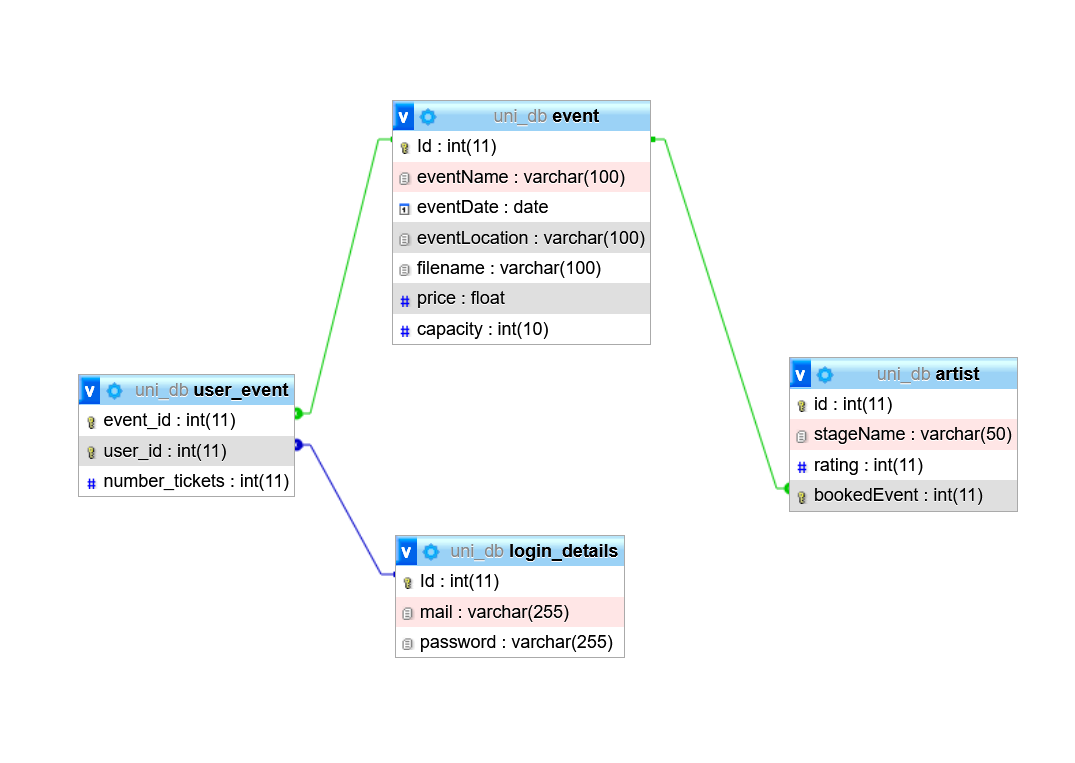 v uni_db event
Id : int(11)
eventName : varchar(100)
eventDate : date
eventLocation : varchar(100)
filename : varchar(100)
# price : float
# capacity : int(10)
v uni_db user_event
event_id : int(11)
user_id : int(11)
# number_tickets : int(11)
v uni_db artist
id : int(11)
stageName : varchar(50)
# rating : int(11)
bookedEvent : int(11)
v uni_db login_details
Id : int(11)
mail : varchar(255)
password : varchar(255)